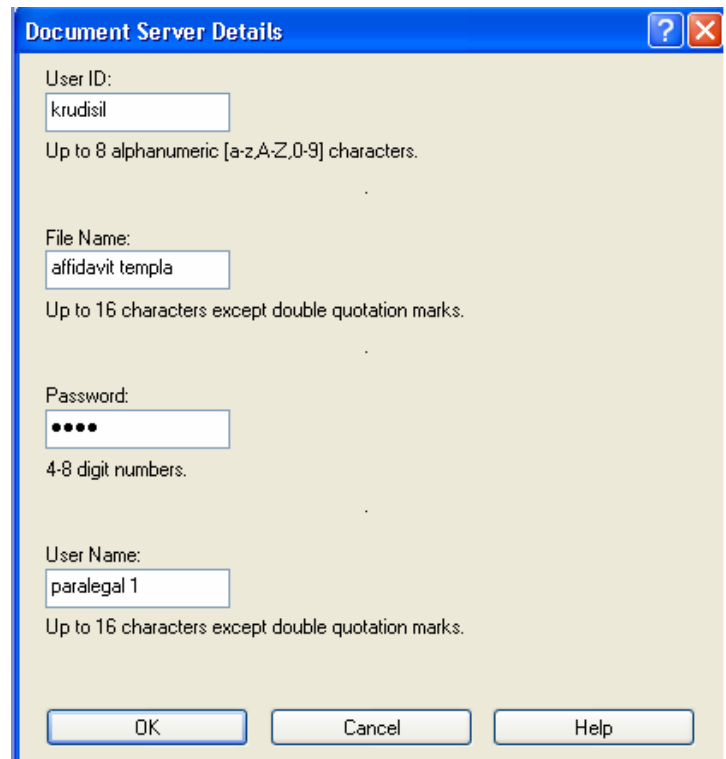 Document Server Details
User ID:
krudisil
Up to 8 alphanumeric [a-z,A-Z,0-9] characters.
.
File Name:
affidavit templa
Up to 16 characters except double quotation marks.
.
Password:
••••
4-8 digit numbers.
.
User Name:
paralegal 1
Up to 16 characters except double quotation marks.
OK Cancel Help